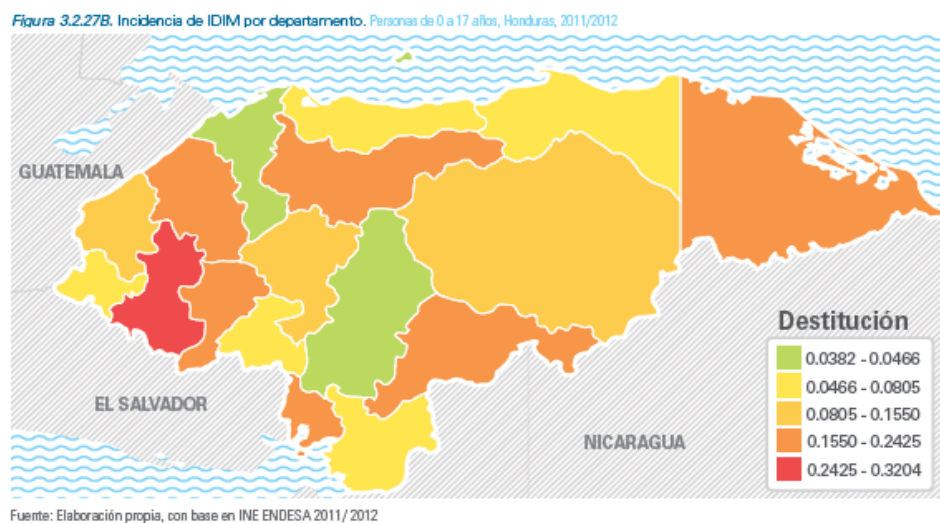 Figura 3.2.27B. Incidencia de IDIM por departamento. Personas de 0 a 17 años, Honduras, 2011/2012
GUATEMALA
EL SALVADOR
NICARAGUA
Destitución
0.0382 - 0.0466
0.0466 - 0.0805
0.0805 - 0.1550
0.1550 - 0.2425
0.2425 - 0.3204
Fuente: Elaboración propia, con base en INE ENDESA 2011/ 2012